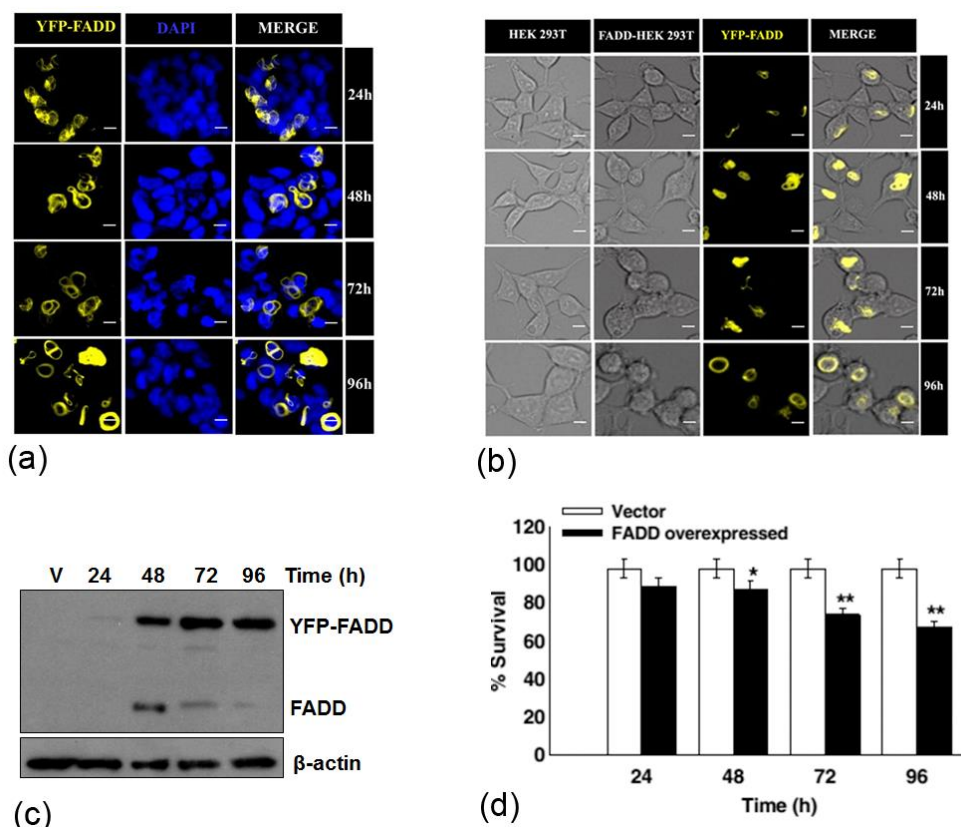 YFP-FADD DAPI MERGE
24h
48h
72h
96h
(a)
HEK 293T FADD-HEK 293T YFP-FADD MERGE
24h
48h
72h
96h
(b)
V 24 48 72 96 Time (h)
YFP-FADD
FADD
β-actin
(c)
Vector
FADD overexpressed
120
100
80
60
40
20
0
% Survival
* ** **
24 48 72 96
Time (h)
(d)